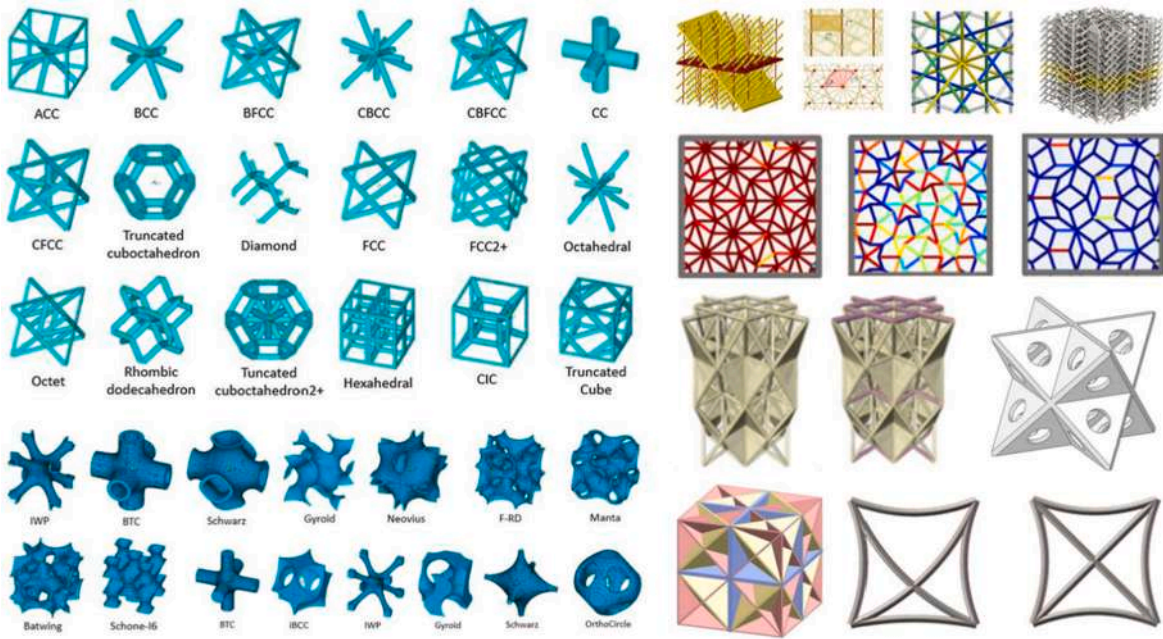 ACC
BCC
BFCC
CBCC
CBFCC
CC
CFCC
Truncated
cuboctahedron
Diamond
FCC
FCC2+
Octahedral
Octet
Rhombic
dodecahedron
Tuncated
cuboctahedron2+
Hexahedral
CIC
Truncated
Cube
IWP
BTC
Schwarz
Gyroid
Neovius
F-RD
Manta
Batwing
Schone-I6
BTC
iBCC
IWP
Gyroid
Schwarz
OrthoCircle